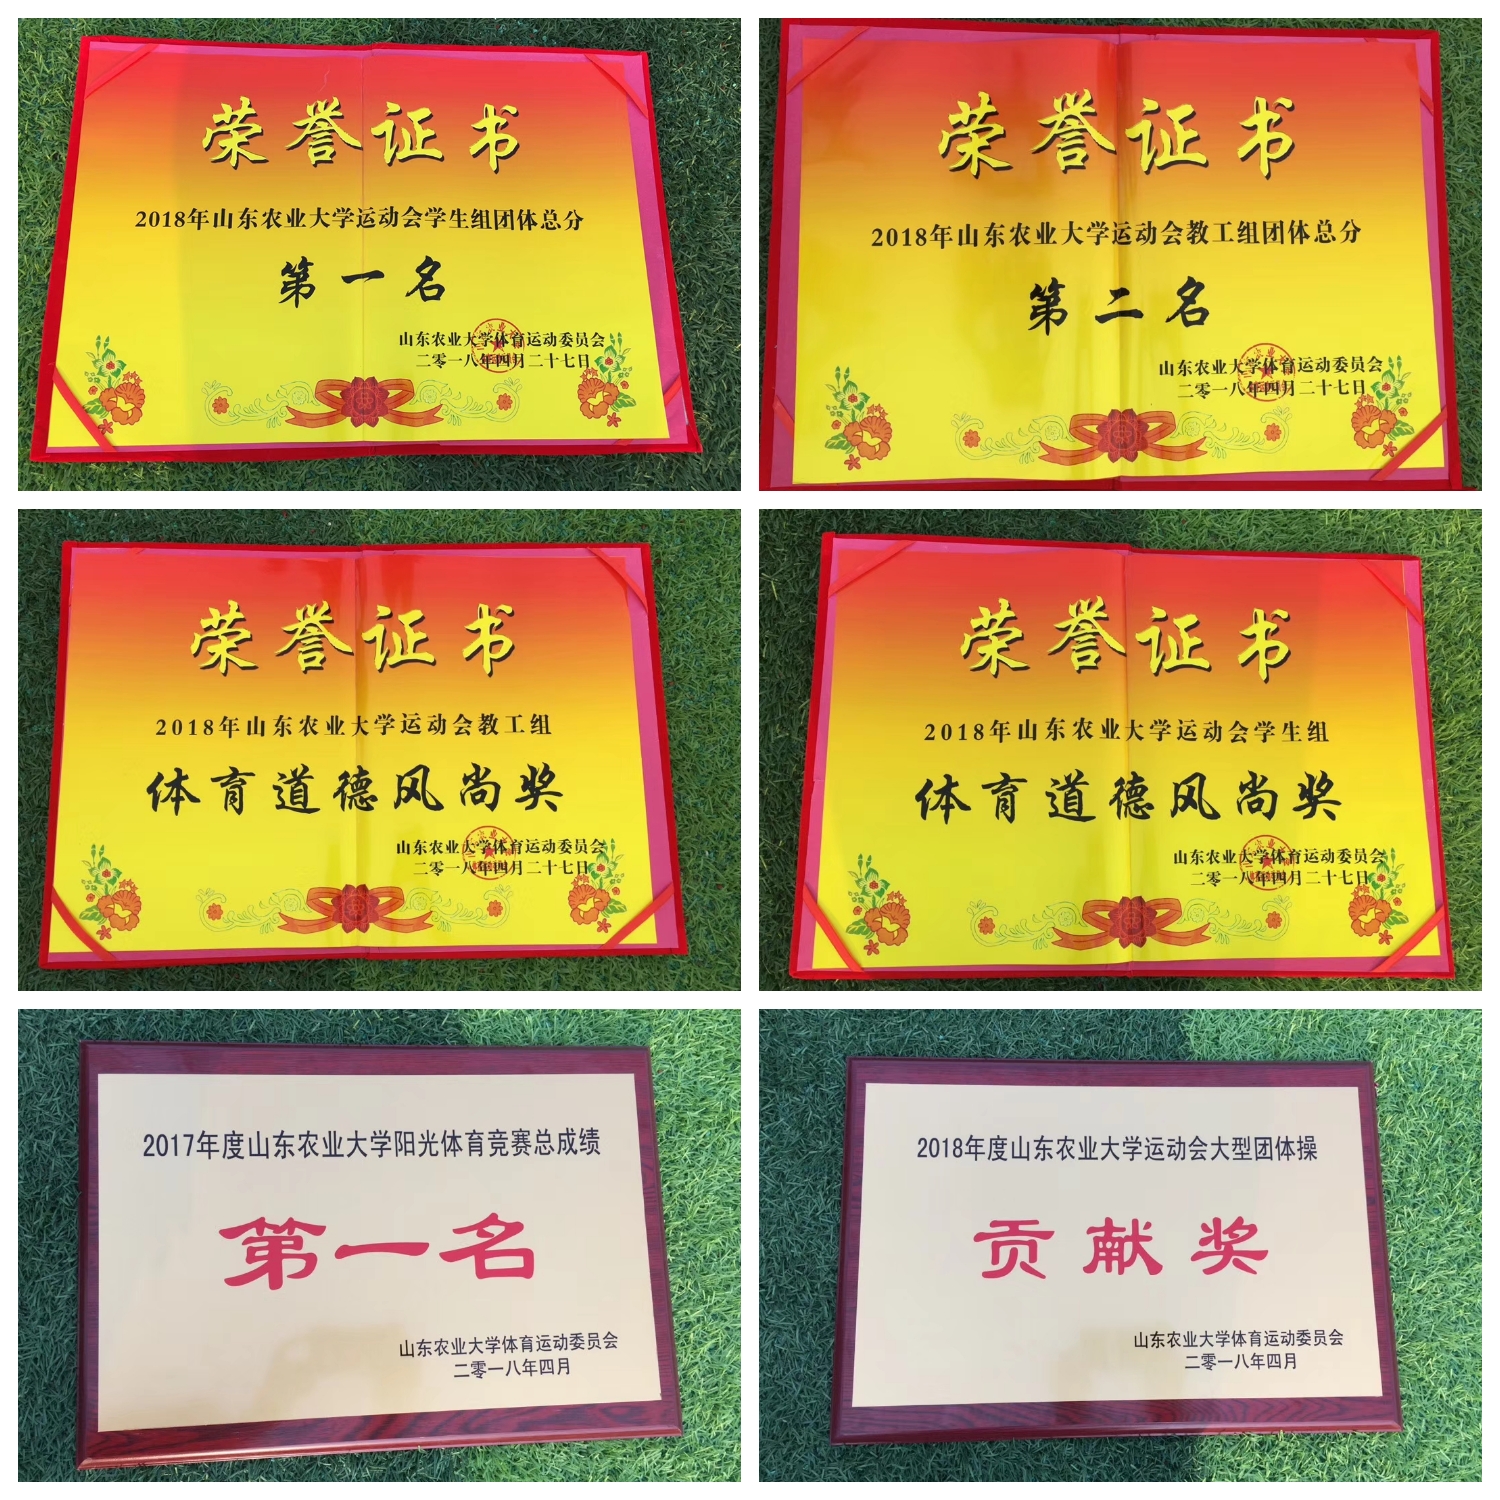 荣誉证书
2018年山东农业大学运动会学生组团体总分
第一名
山东农业大学体育运动委员会
二零一八年四月二十七日
荣誉证书
2018年山东农业大学运动会教工组团体总分
第二名
山东农业大学体育运动委员会
二零一八年四月二十七日
荣誉证书
2018年山东农业大学运动会教工组
体育道德风尚奖
山东农业大学体育运动委员会
二零一八年四月二十七日
荣誉证书
2018年山东农业大学运动会学生组
体育道德风尚奖
山东农业大学体育运动委员会
二零一八年四月二十七日
2017年度山东农业大学阳光体育竞赛总成绩
第一名
山东农业大学体育运动委员会
二零一八年四月
2018年度山东农业大学运动会大型团体操
贡献奖
山东农业大学体育运动委员会
二零一八年四月